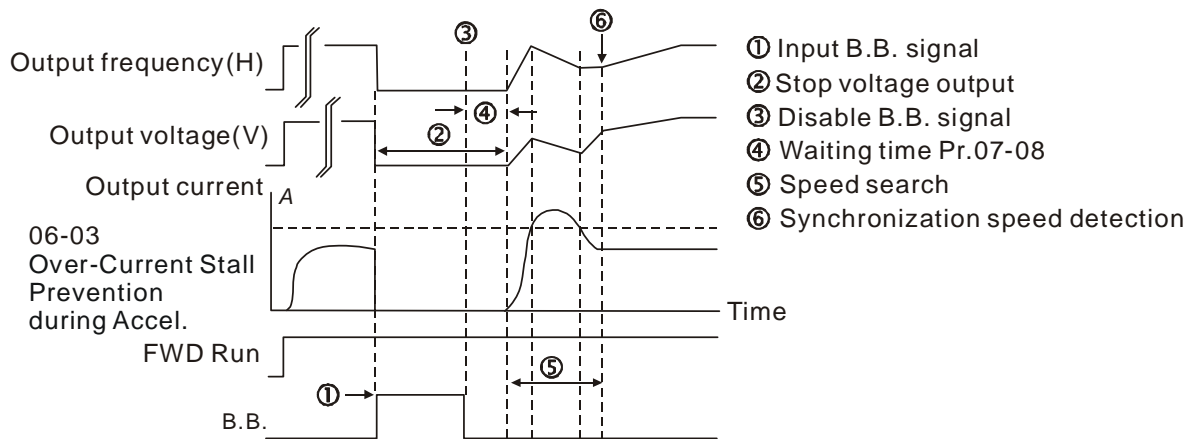 Output frequency(H)
Output voltage(V)
Output current
A
06-03
Over-Current Stall
Prevention
during Accel.
FWD Run
B.B.
③
⑥
④
②
⑤
①
Time
① Input B.B. signal
② Stop voltage output
③ Disable B.B. signal
④ Waiting time Pr.07-08
⑤ Speed search
⑥ Synchronization speed detection